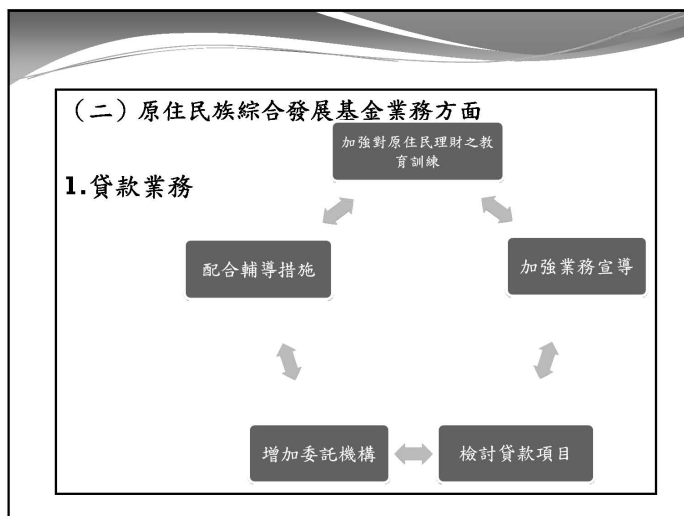 （二）原住民族綜合發展基金業務方面
加強對原住民理財之教
育訓練
1.貸款業務
配合輔導措施
加強業務宣導
增加委託機構
檢討貸款項目